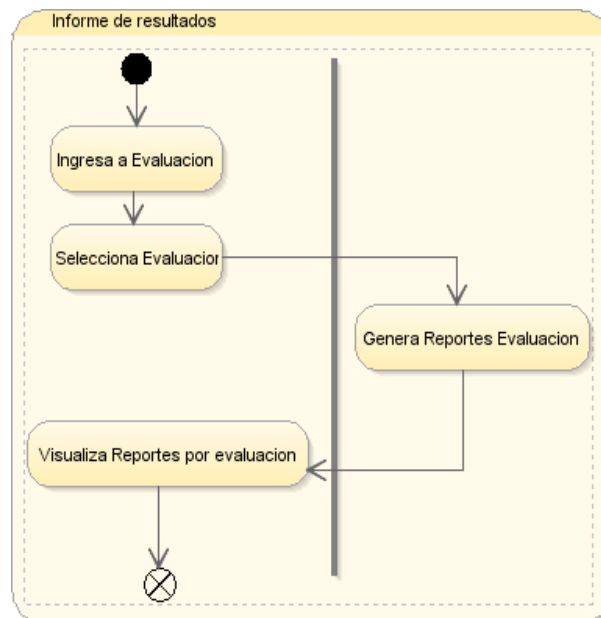 Informe de resultados
Ingresa a Evaluacion
Selecciona Evaluacion
Genera Reportes Evaluacion
Visualiza Reportes por evaluacion